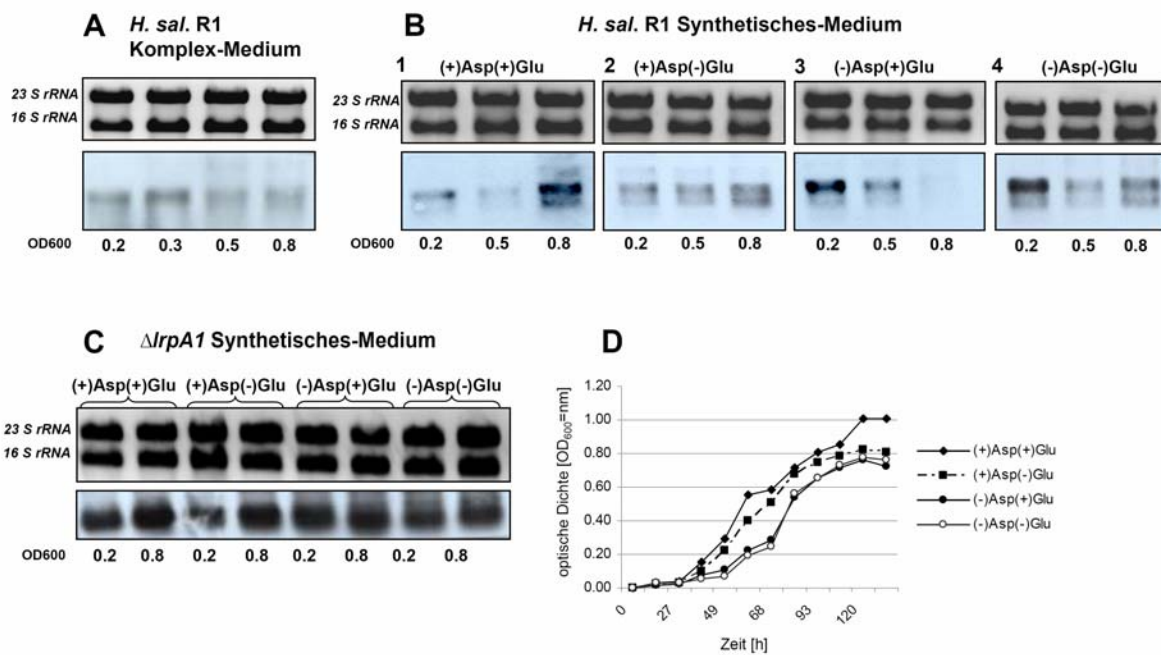 A H. sal. R1
Komplex-Medium
23 S rRNA
16 S rRNA
OD600 0.2 0.3 0.5 0.8
B H. sal. R1 Synthetisches-Medium
1 (+)Asp(+)Glu 2 (+)Asp(-)Glu 3 (-)Asp(+)Glu 4 (-)Asp(-)Glu
OD600 0.2 0.5 0.8 0.2 0.5 0.8 0.2 0.5 0.8 0.2 0.5 0.8
C ΔlrpA1 Synthetisches-Medium
(+)Asp(+)Glu (+)Asp(-)Glu (-)Asp(+)Glu (-)Asp(-)Glu
23 S rRNA
16 S rRNA
OD600 0.2 0.8 0.2 0.8 0.2 0.8 0.2 0.8
D
optische Dichte [OD600=nm]
1.20
1.00
0.80
0.60
0.40
0.20
0.00
0 27 49 68 93 120
Zeit [h]
(+)Asp(+)Glu
(+)Asp(-)Glu
(-)Asp(+)Glu
(-)Asp(-)Glu